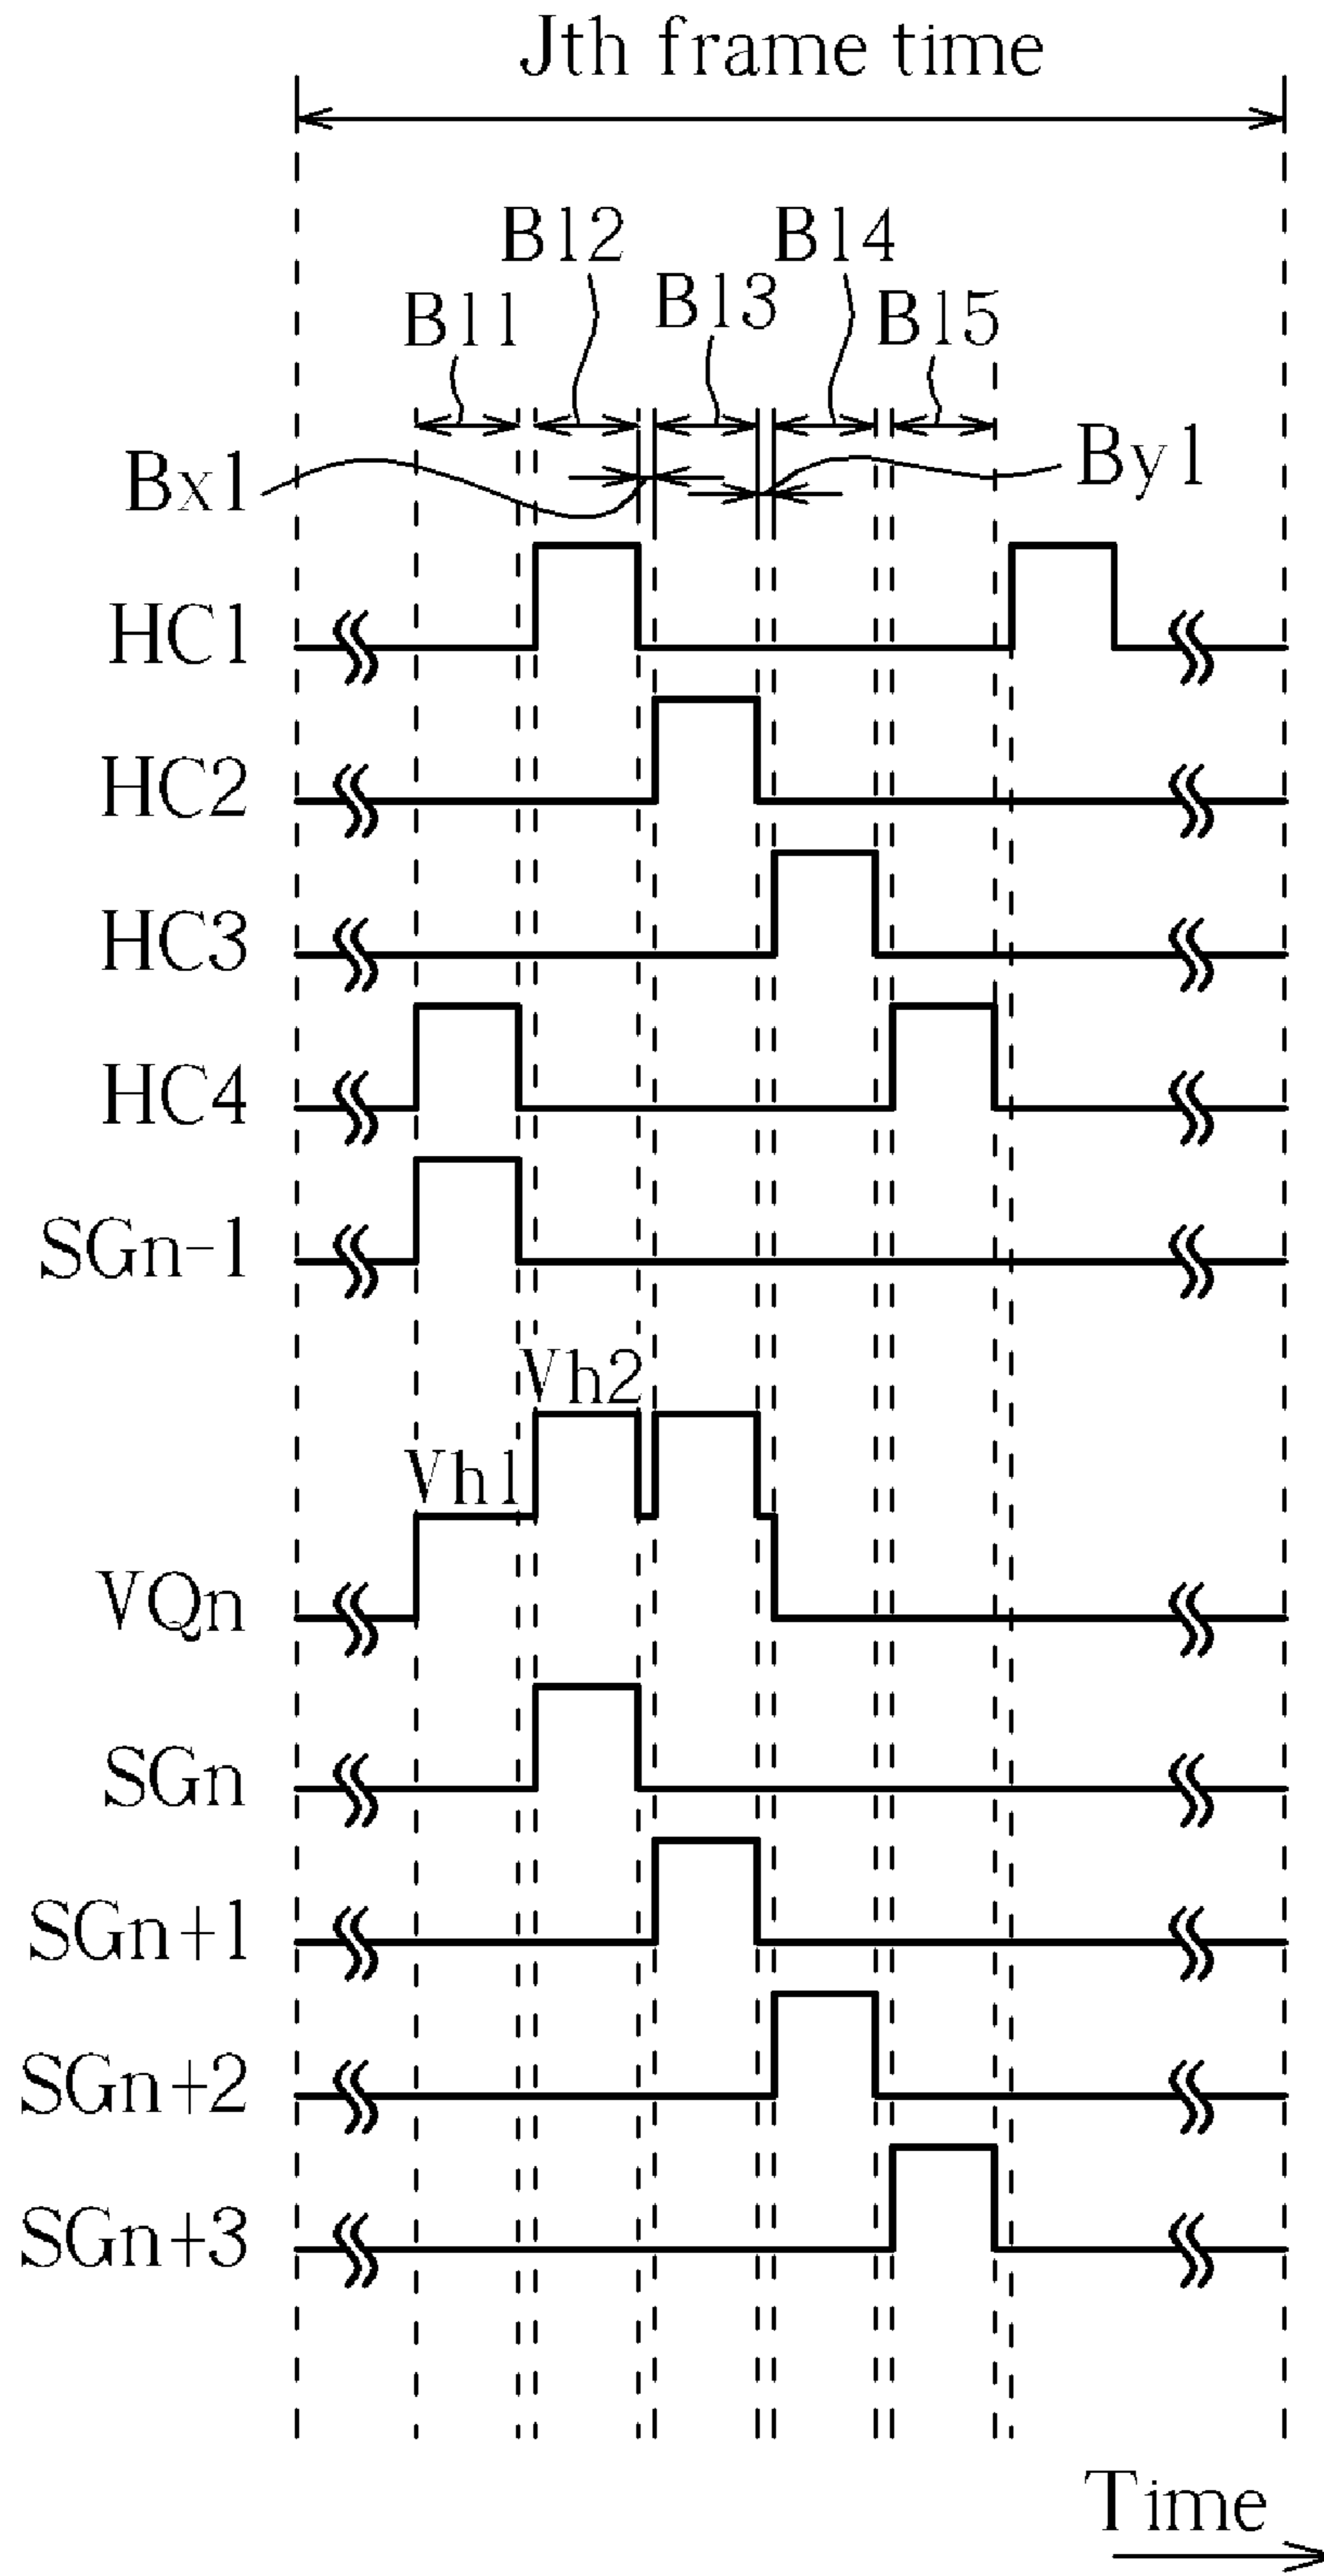 Jth frame time
B12
B14
B13
B11
B15
Bx1
By1
HC1
HC2
HC3
HC4
SGn-1
Vh2
Vh1
VQn
SGn
SGn+1
SGn+2
SGn+3
Time